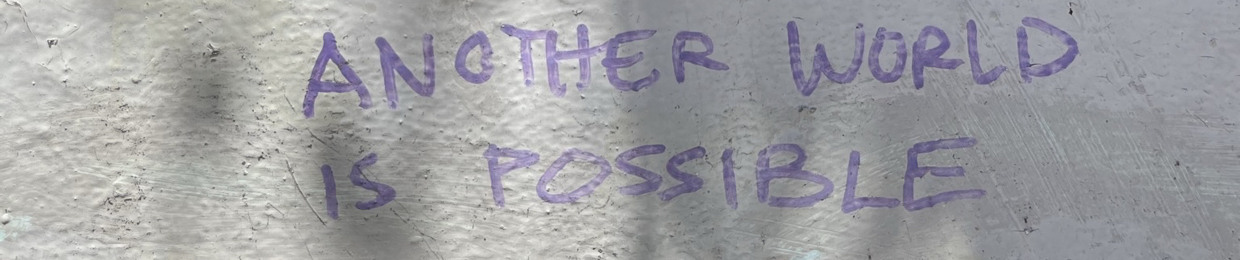 ANOTHER WORLD
IS POSSIBLE